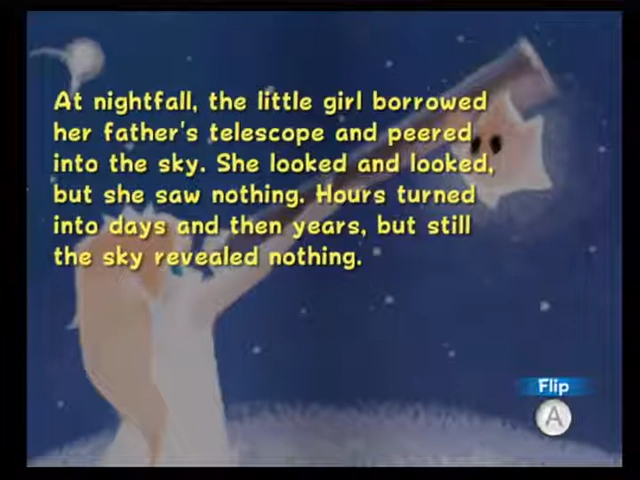 At nightfall, the little girl borrowed
her father's telescope and peered
into the sky. She looked and looked,
but she saw nothing. Hours turned
into days and then years, but still
the sky revealed nothing.
Flip
A